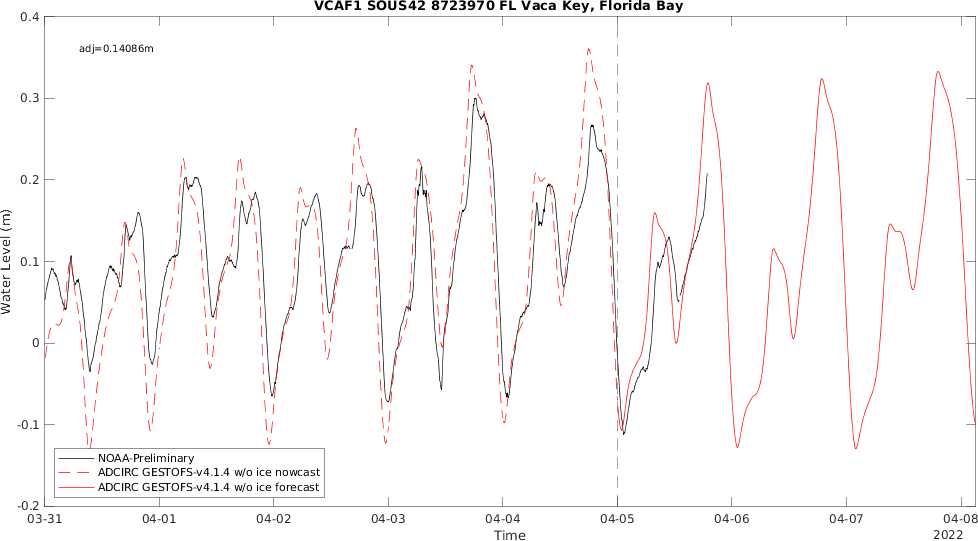 VCAF1 SOUS42 8723970 FL Vaca Key, Florida Bay
adj=0.14086m
0.4
0.3
0.2
0.1
0
-0.1
-0.2
Water Level (m)
NOAA-Preliminary
ADCIRC GESTOFS-v4.1.4 w/o ice nowcast
ADCIRC GESTOFS-v4.1.4 w/o ice forecast
03-31 04-01 04-02 04-03 04-04 04-05 04-06 04-07 04-08
Time
2022